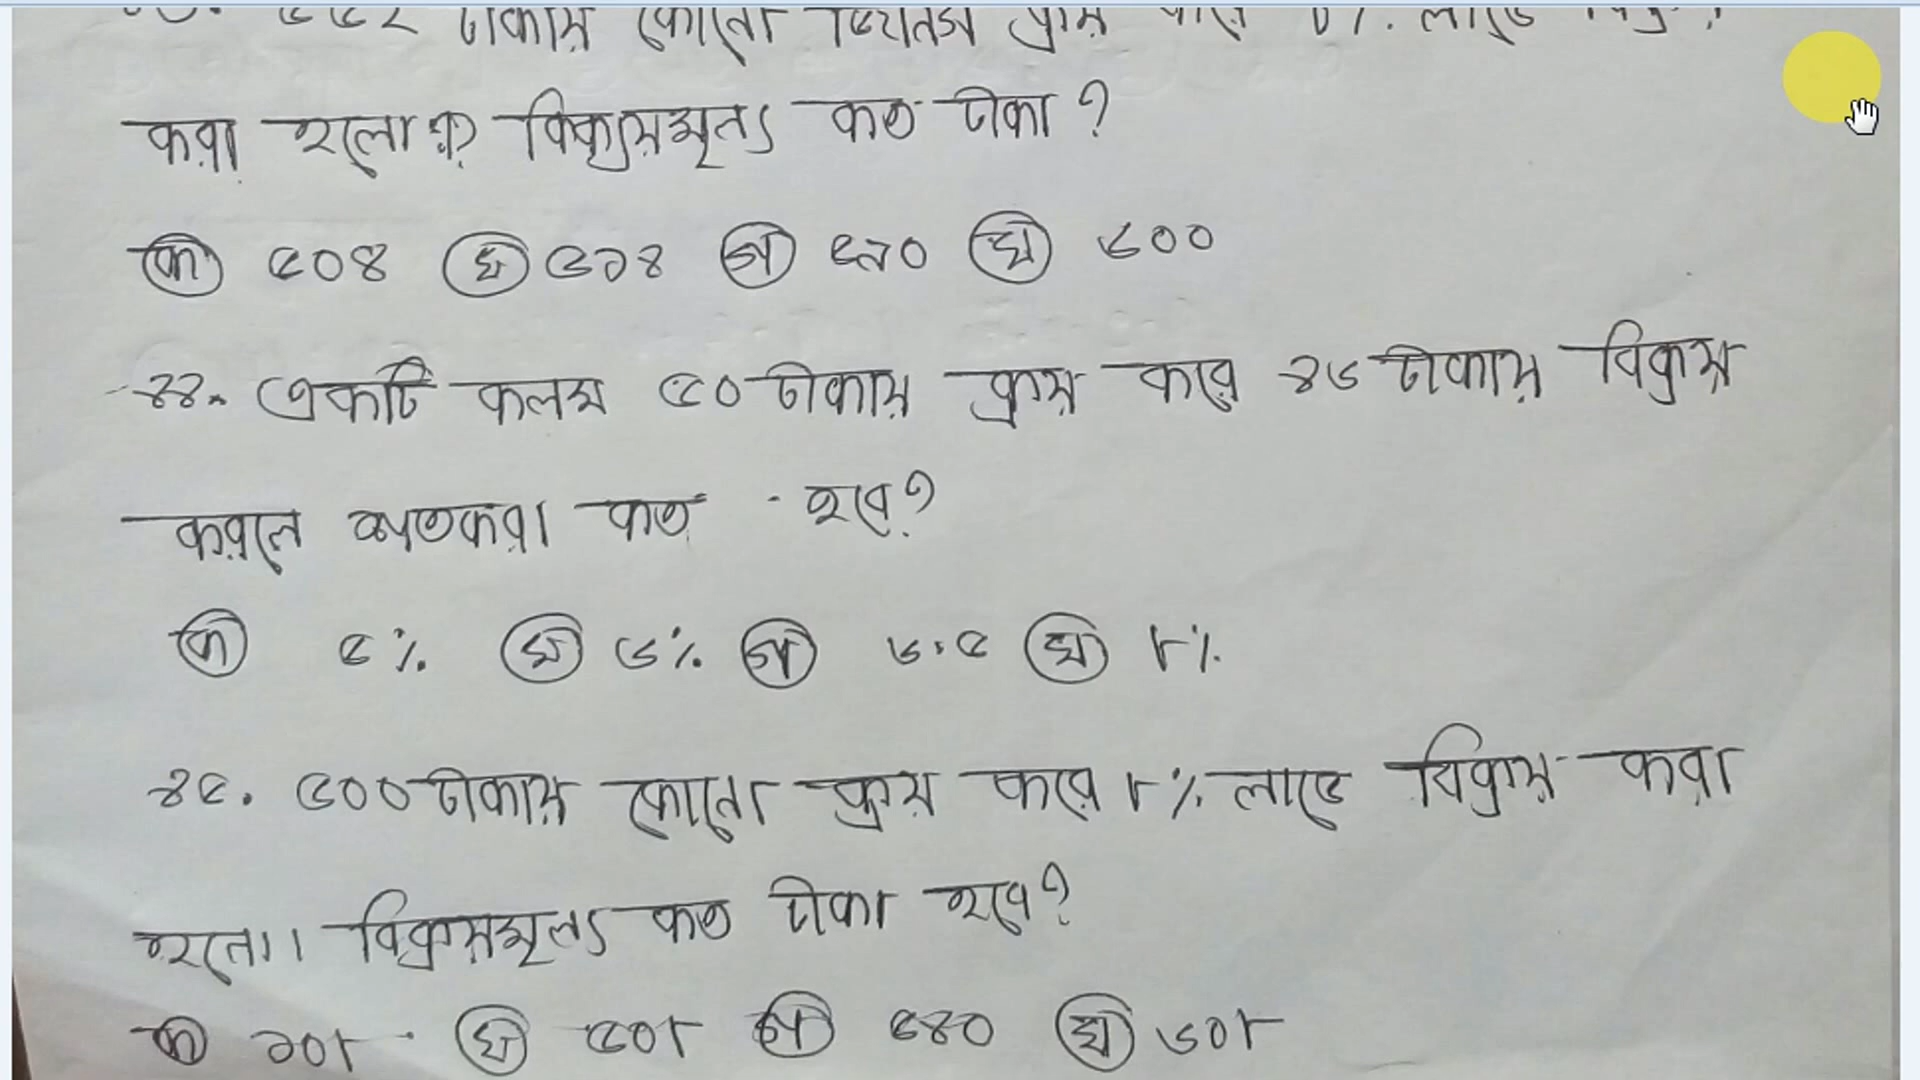 টাকায় কোনো
করা হলো ? বিক্রয়মূল্য কত টাকা ?
ক ৫০৪ খ ৫১৪ গ ৫৭০ ঘ ৬০০
৪৪. একটি কলম ৫০ টাকায় ক্রয় করে ৪৬ টাকায় বিক্রয়
করলে শতকরা কত হবে?
ক ৫% খ ৬% গ ৬.৫ ঘ ৮%
৪৫. ৫০০ টাকায় কোনো ক্রয় করে ৮% লাভে বিক্রয় করা
হলো। বিক্রয়মূল্য কত টাকা হবে?
ক ১০৮ খ ৫০৮ গ ৫৪০ ঘ ৬০৮